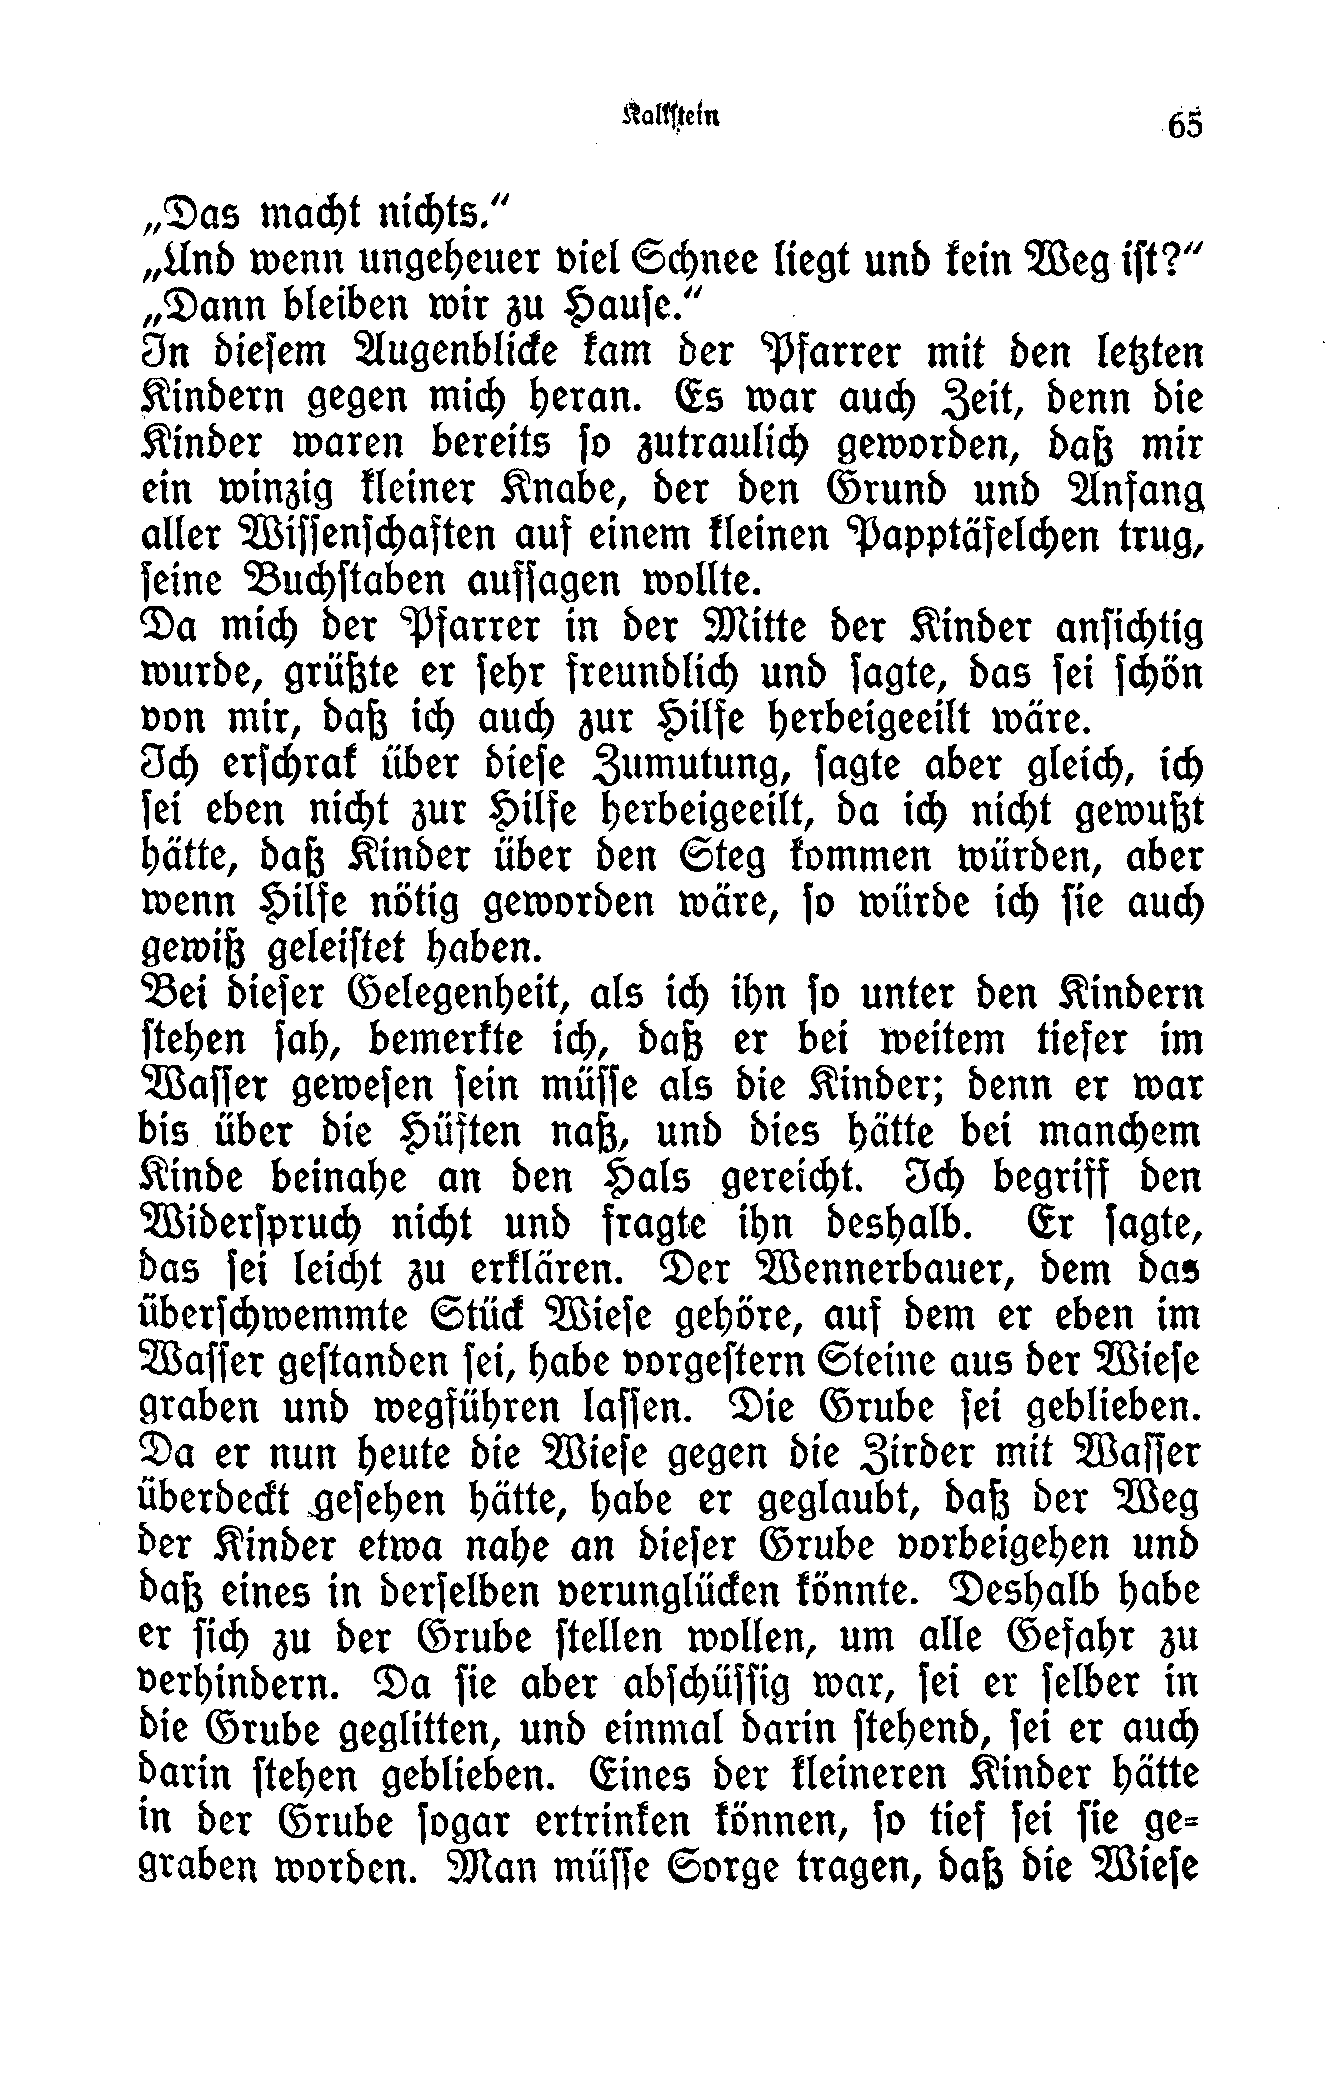 Kalkstein
65
„Das macht nichts.“
„Und wenn ungeheuer viel Schnee liegt und kein Weg ist?“
„Dann bleiben wir zu Hause.“
In diesem Augenblicke kam der Pfarrer mit den letzten
Kindern gegen mich heran. Es war auch Zeit, denn die
Kinder waren bereits so zutraulich geworden, daß mir
ein winzig kleiner Knabe, der den Grund und Anfang
aller Wissenschaften auf einem kleinen Papptäfelchen trug,
seine Buchstaben aufsagen wollte.
Da mich der Pfarrer in der Mitte der Kinder ansichtig
wurde, grüßte er sehr freundlich und sagte, das sei schön
von mir, daß ich auch zur Hilfe herbeigeeilt wäre.
Ich erschrak über diese Zumutung, sagte aber gleich, ich
sei eben nicht zur Hilfe herbeigeeilt, da ich nicht gewußt
hätte, daß Kinder über den Steg kommen würden, aber
wenn Hilfe nötig geworden wäre, so würde ich sie auch
gewiß geleistet haben.
Bei dieser Gelegenheit, als ich ihn so unter den Kindern
stehen sah, bemerkte ich, daß er bei weitem tiefer im
Wasser gewesen sein müsse als die Kinder; denn er war
bis über die Hüften naß, und dies hätte bei manchem
Kinde beinahe an den Hals gereicht. Ich begriff den
Widerspruch nicht und fragte ihn deshalb. Er sagte,
das sei leicht zu erklären. Der Wennerbauer, dem das
überschwemmte Stück Wiese gehöre, auf dem er eben im
Wasser gestanden sei, habe vorgestern Steine aus der Wiese
graben und wegführen lassen. Die Grube sei geblieben.
Da er nun heute die Wiese gegen die Zirder mit Wasser
überdeckt gesehen hätte, habe er geglaubt, daß der Weg
der Kinder etwa nahe an dieser Grube vorbeigehen und
daß eines in derselben verunglücken könnte. Deshalb habe
er sich zu der Grube stellen wollen, um alle Gefahr zu
verhindern. Da sie aber abschüssig war, sei er selber in
die Grube geglitten, und einmal darin stehend, sei er auch
darin stehen geblieben. Eines der kleineren Kinder hätte
in der Grube sogar ertrinken können, so tief sei sie ge-
graben worden. Man müsse Sorge tragen, daß die Wiese